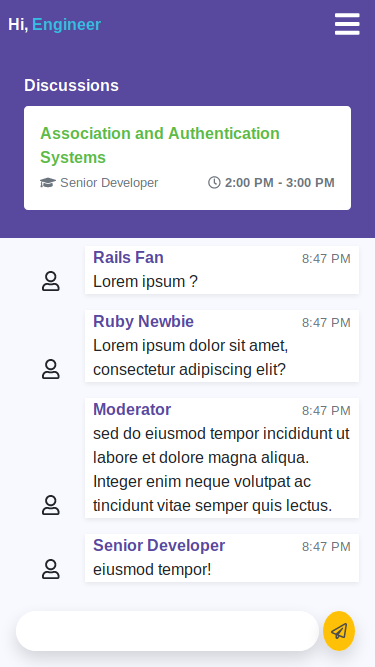 Hi, Engineer
Discussions
Association and Authentication
Systems
Senior Developer 2:00 PM - 3:00 PM
Rails Fan 8:47 PM
Lorem ipsum ?
Ruby Newbie 8:47 PM
Lorem ipsum dolor sit amet,
consectetur adipiscing elit?
Moderator 8:47 PM
sed do eiusmod tempor incididunt ut
labore et dolore magna aliqua.
Integer enim neque volutpat ac
tincidunt vitae semper quis lectus.
Senior Developer 8:47 PM
eiusmod tempor!